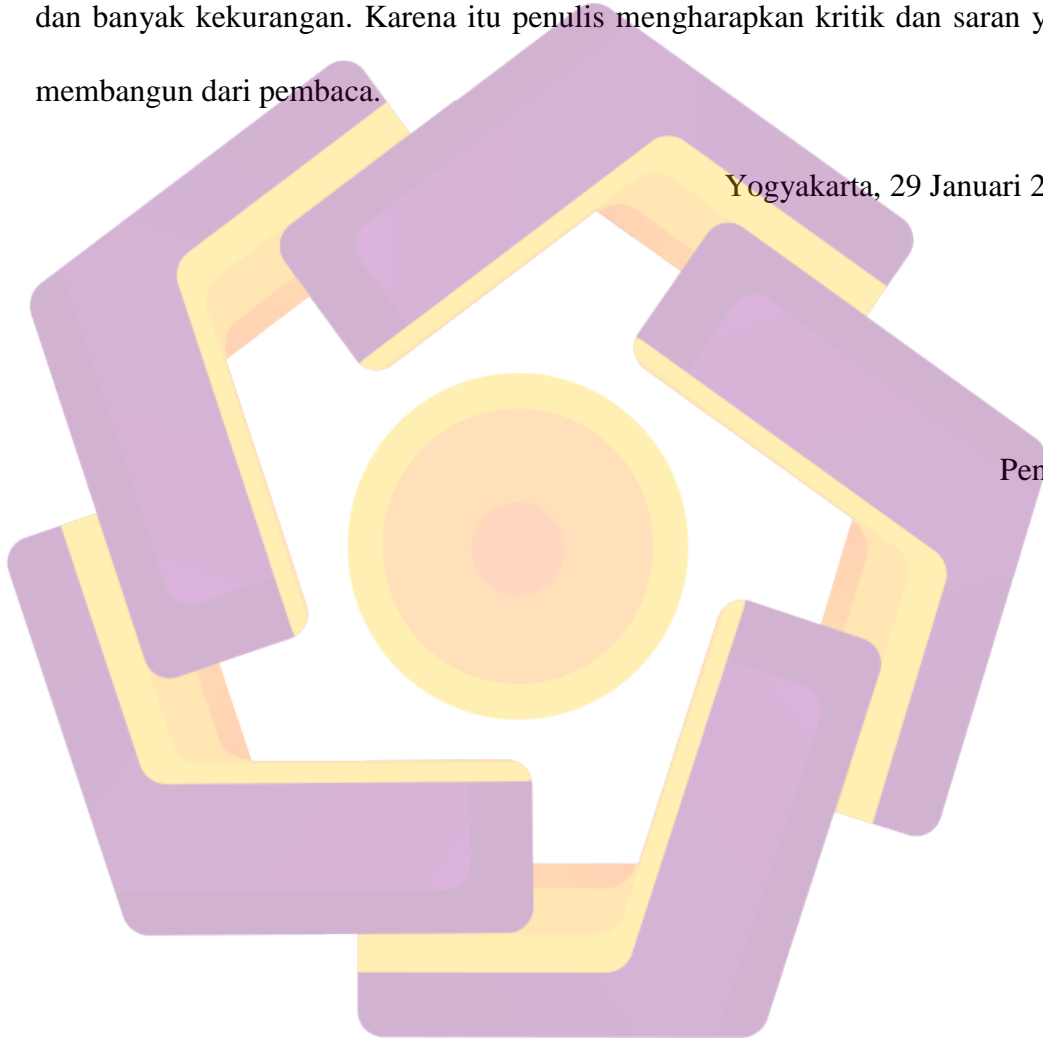 dan banyak kekurangan. Karena itu penulis mengharapkan kritik dan saran y
membangun dari pembaca.
Yogyakarta, 29 Januari 2
Pen